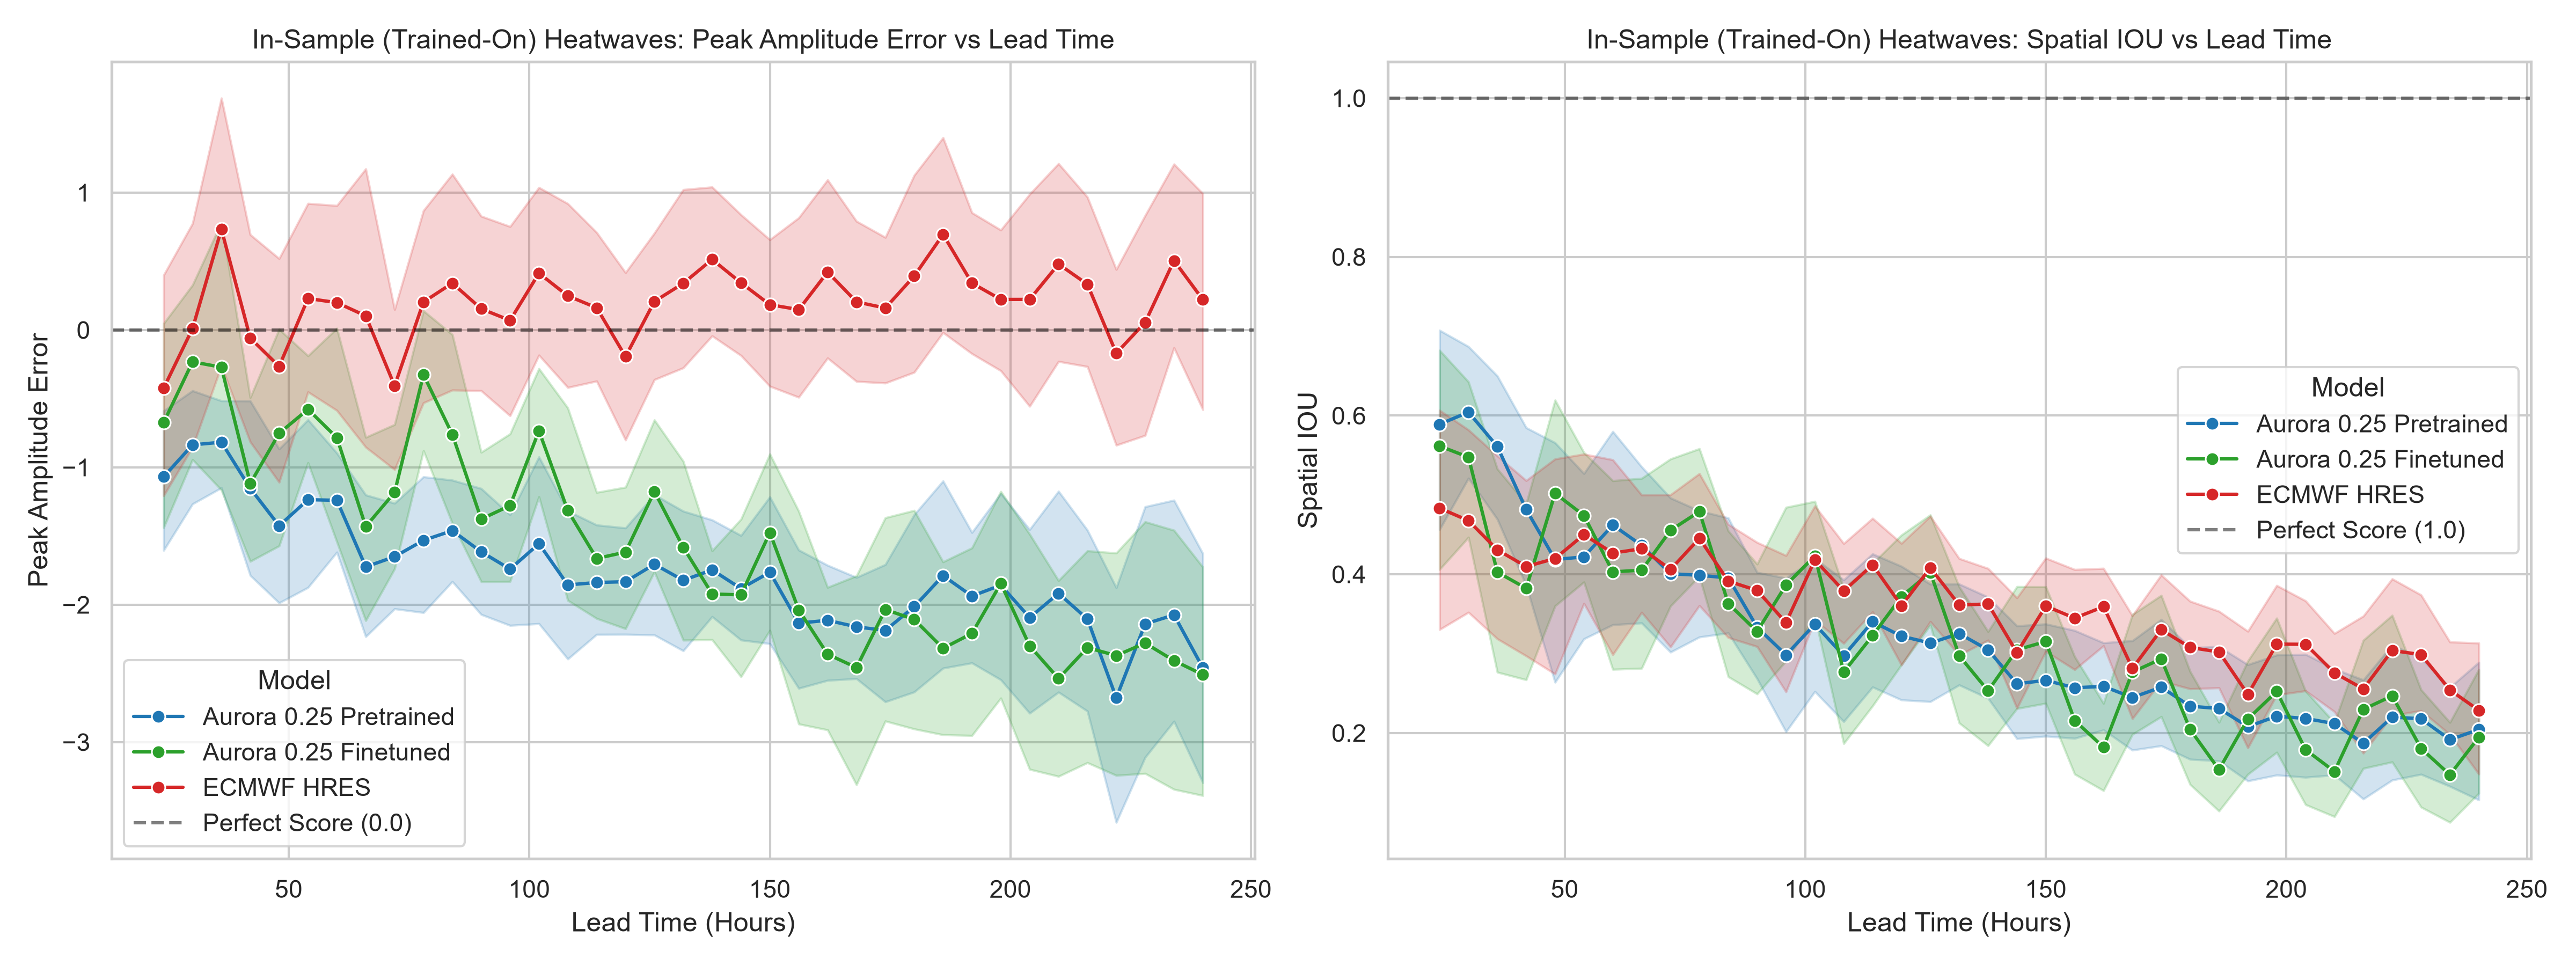 In-Sample (Trained-On) Heatwaves: Peak Amplitude Error vs Lead Time
Peak Amplitude Error
1
0
−1
−2
−3
Model
Aurora 0.25 Pretrained
Aurora 0.25 Finetuned
ECMWF HRES
Perfect Score (0.0)
50
100
150
200
250
Lead Time (Hours)
In-Sample (Trained-On) Heatwaves: Spatial IOU vs Lead Time
Spatial IOU
1.0
0.8
0.6
0.4
0.2
Model
Aurora 0.25 Pretrained
Aurora 0.25 Finetuned
ECMWF HRES
Perfect Score (1.0)
50
100
150
200
250
Lead Time (Hours)